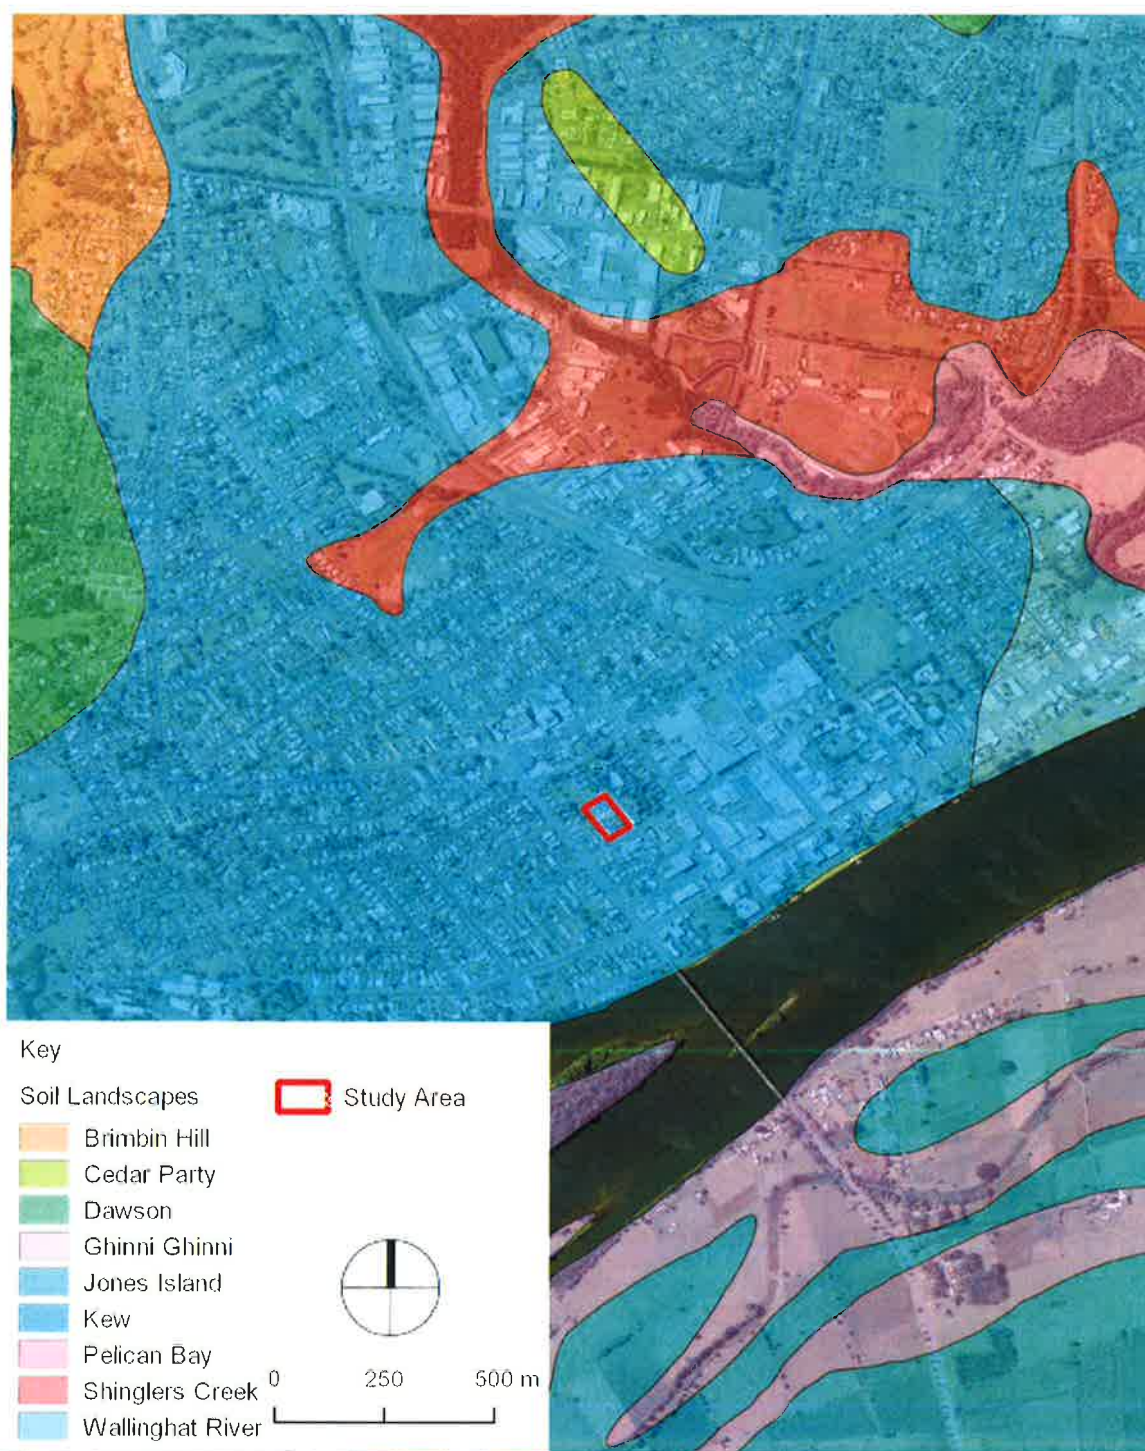 Key
Soil Landscapes
Study Area
Brimbin Hill
Cedar Party
Dawson
Ghinni Ghinni
Jones Island
Kew
Pelican Bay
Shinglers Creek
Wallinghat River
0 250 500 m